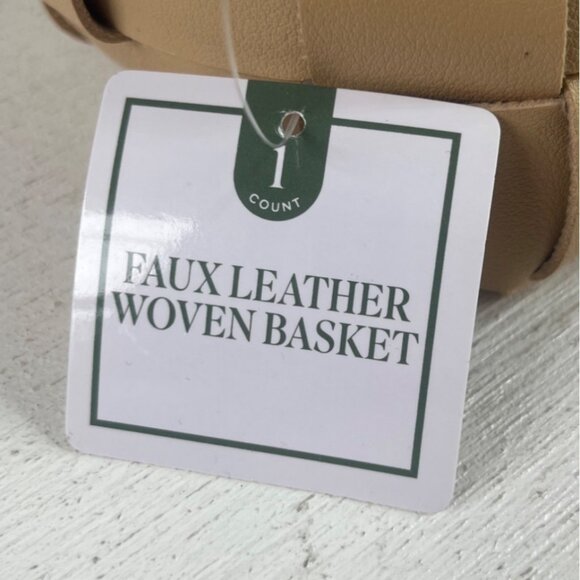 1
COUNT
FAUX LEATHER
WOVEN BASKET